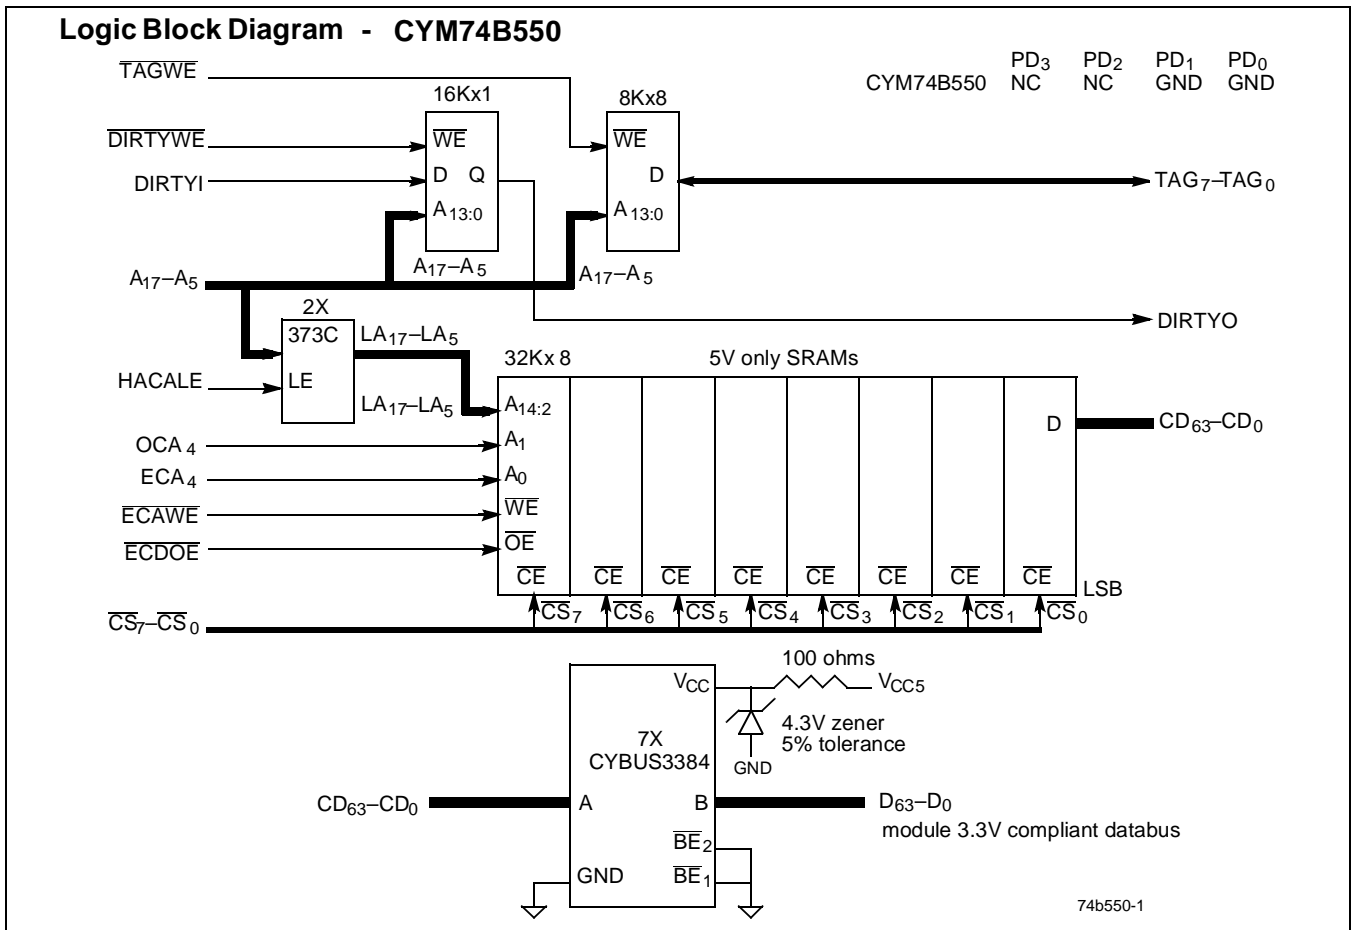 Logic Block Diagram - CYM74B550
PD3 PD2 PD1 PD0
CYM74B550 NC NC GND GND
TAGWE
16Kx1
8Kx8
DIRTYWE
WE
WE
DIRTYI
D Q
D
TAG7–TAG0
A13:0
A13:0
A17–A5
A17–A5
A17–A5
2X
373C
LA17–LA5
DIRTYO
HACALE
LE
LA17–LA5
32Kx 8
5V only SRAMs
A14:2
D
CD63–CD0
OCA4
A1
ECA4
A0
ECAWE
WE
ECDOE
OE
CE CE CE CE CE CE CE CE
LSB
CS7–CS0
CS7 CS6 CS5 CS4 CS3 CS2 CS1 CS0
100 ohms
VCC
VCC5
4.3V zener
5% tolerance
GND
7X
CYBUS3384
CD63–CD0
A
B
D63–D0
module 3.3V compliant databus
BE2
GND
BE1
74b550-1